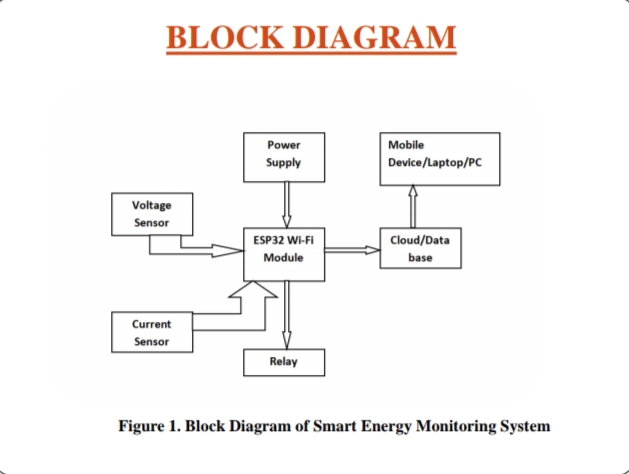 BLOCK DIAGRAM
Power
Supply
Mobile
Device/Laptop/PC
Voltage
Sensor
ESP32 Wi-Fi
Module
Cloud/Data
base
Current
Sensor
Relay
Figure 1. Block Diagram of Smart Energy Monitoring System